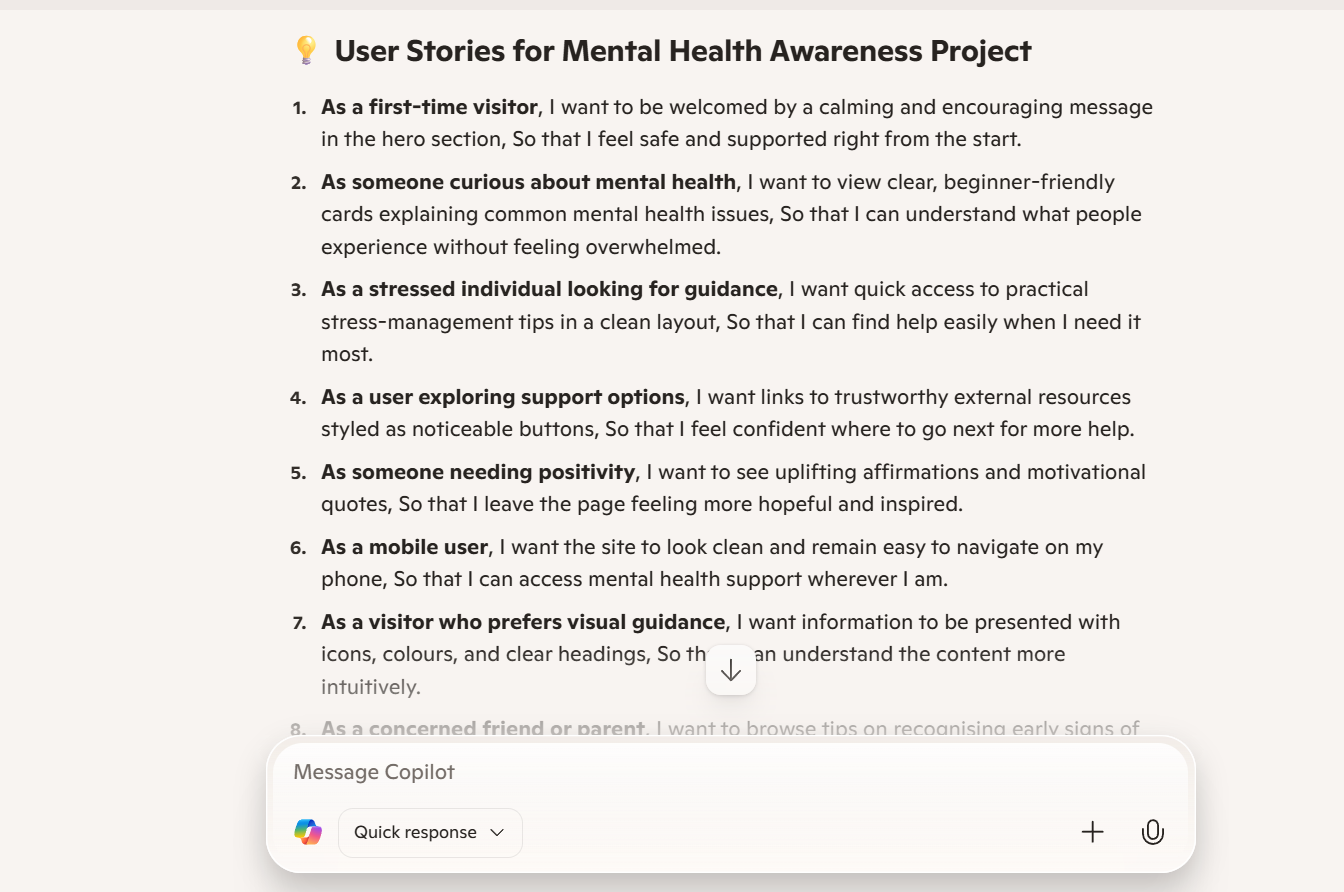 💡 User Stories for Mental Health Awareness Project
1. As a first-time visitor, I want to be welcomed by a calming and encouraging message
in the hero section, So that I feel safe and supported right from the start.
2. As someone curious about mental health, I want to view clear, beginner-friendly
cards explaining common mental health issues, So that I can understand what people
experience without feeling overwhelmed.
3. As a stressed individual looking for guidance, I want quick access to practical
stress-management tips in a clean layout, So that I can find help easily when I need it
most.
4. As a user exploring support options, I want links to trustworthy external resources
styled as noticeable buttons, So that I feel confident where to go next for more help.
5. As someone needing positivity, I want to see uplifting affirmations and motivational
quotes, So that I leave the page feeling more hopeful and inspired.
6. As a mobile user, I want the site to look clean and remain easy to navigate on my
phone, So that I can access mental health support wherever I am.
7. As a visitor who prefers visual guidance, I want information to be presented with
icons, colours, and clear headings, So understand the content more
intuitively.
8. As a concerned friend or parent, I want to browse tips on recognising early signs of
Message Copilot
Quick response